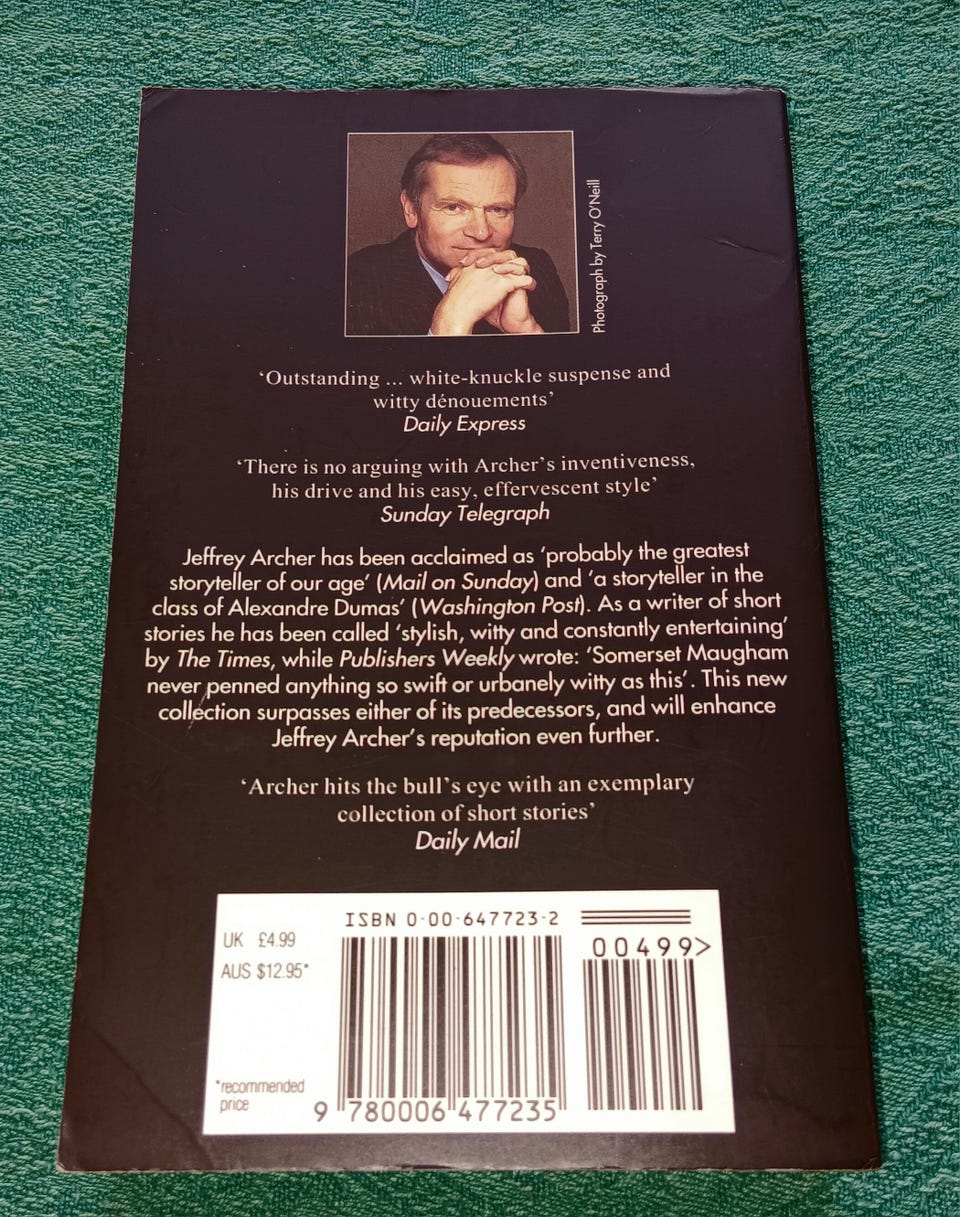 Photograph by Terry O'Neill
‘Outstanding ... white-knuckle suspense and
witty dénouements’
Daily Express
‘There is no arguing with Archer’s inventiveness,
his drive and his easy, effervescent style’
Sunday Telegraph
Jeffrey Archer has been acclaimed as ‘probably the greatest
storyteller of our age’ (Mail on Sunday) and ‘a storyteller in the
class of Alexandre Dumas’ (Washington Post). As a writer of short
stories he has been called ‘stylish, witty and constantly entertaining’
by The Times, while Publishers Weekly wrote: ‘Somerset Maugham
never penned anything so swift or urbanely witty as this’. This new
collection surpasses either of its predecessors, and will enhance
Jeffrey Archer’s reputation even further.
‘Archer hits the bull’s eye with an exemplary
collection of short stories’
Daily Mail
ISBN 0-00-647723-2
UK £4.99
AUS $12.95*
00499>
*recommended
price
9 780006 477235